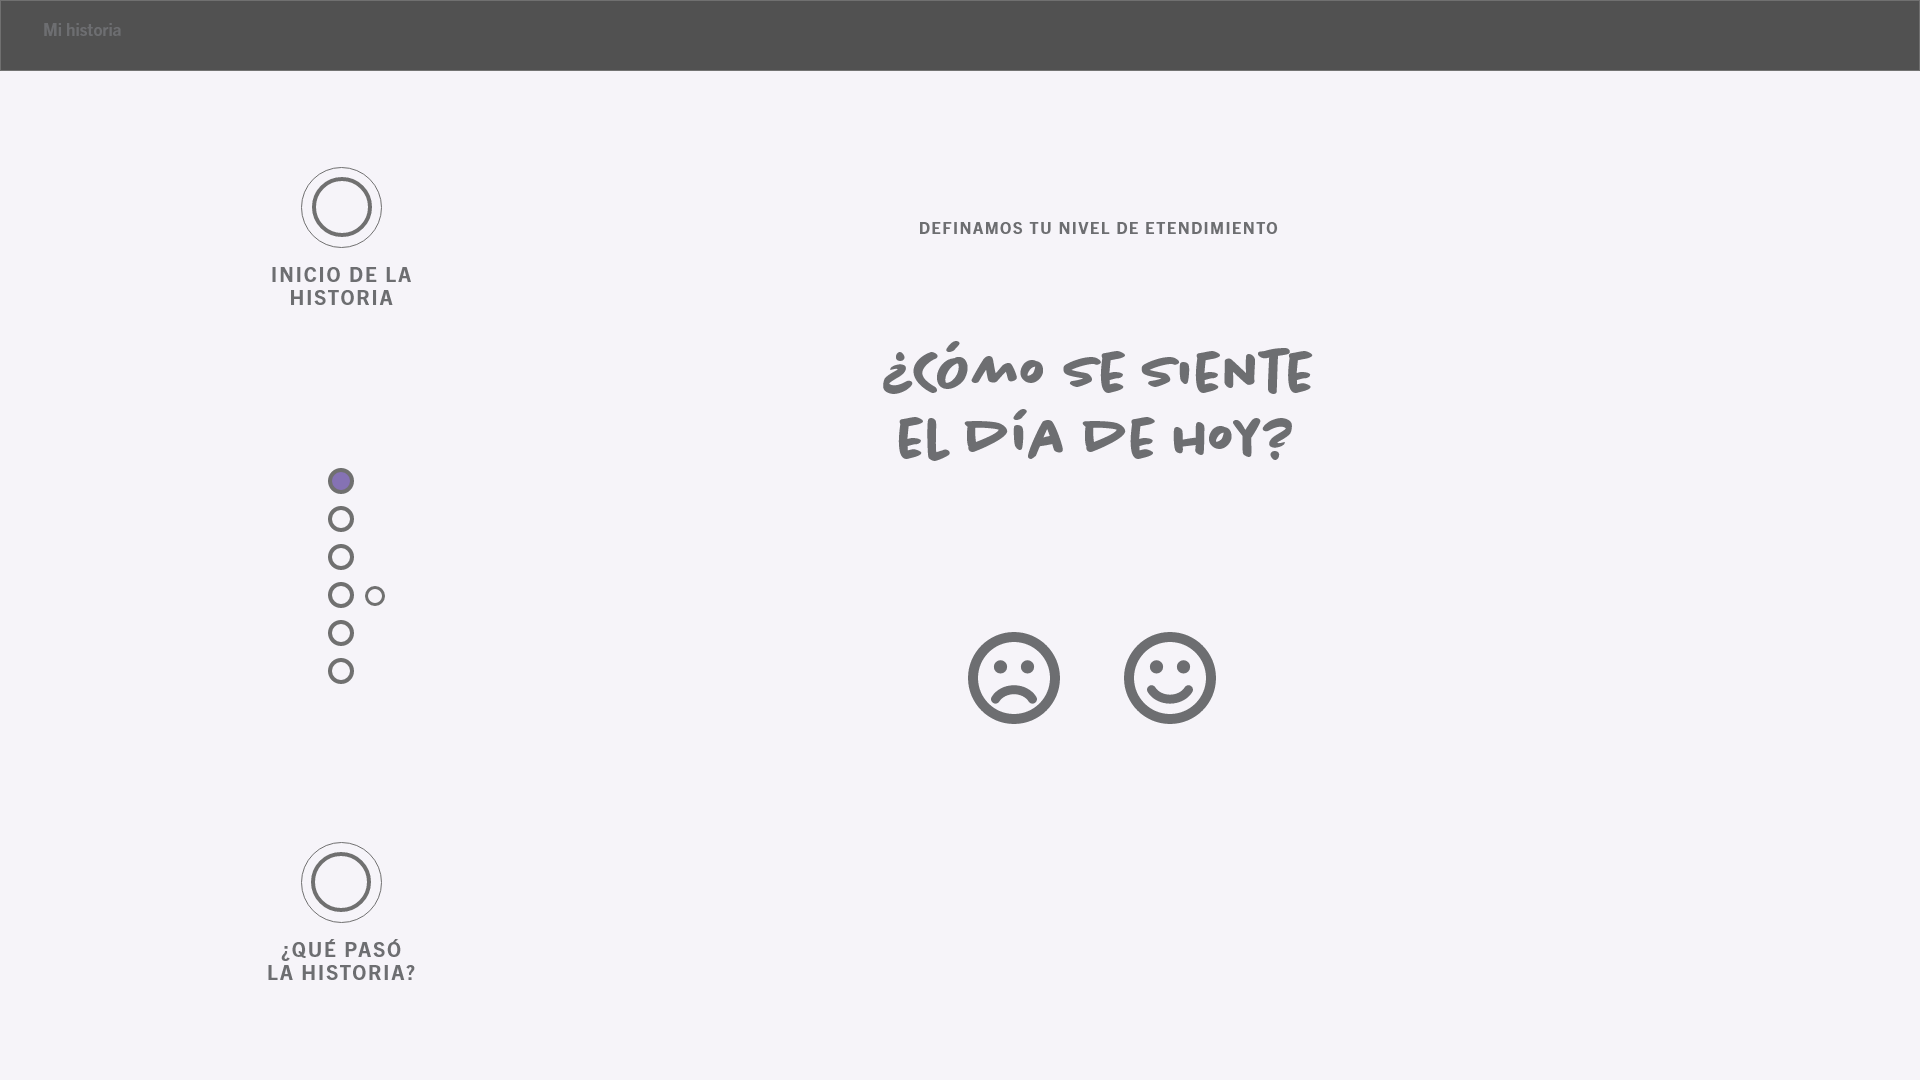 Mi historia
INICIO DE LA
HISTORIA
DEFINAMOS TU NIVEL DE ETENDIMIENTO
¿CÓMO SE SIENTE
EL DÍA DE HOY?
¿QUÉ PASÓ
LA HISTORIA?